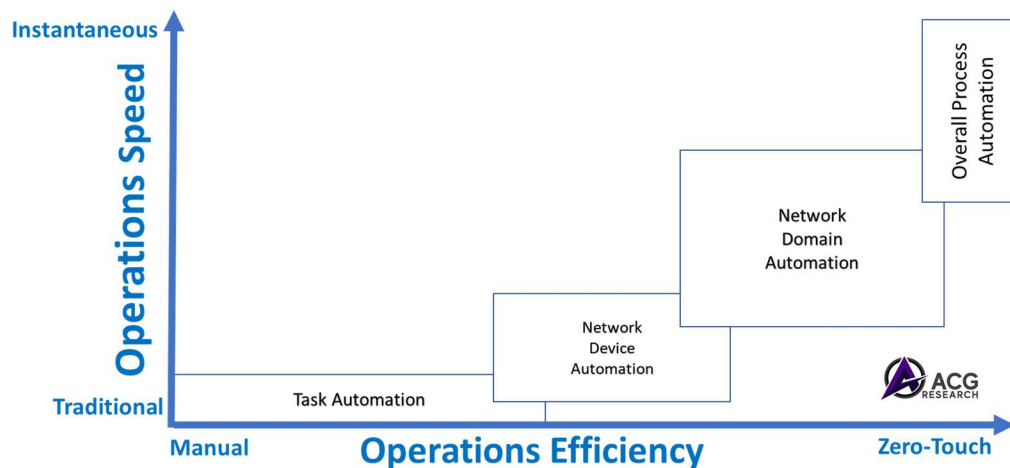 Instantaneous
Operations Speed
Traditional
Overall Process
Automation
Network
Domain
Automation
Network
Device
Automation
Task Automation
ACG
RESEARCH
Manual
Operations Efficiency
Zero-Touch